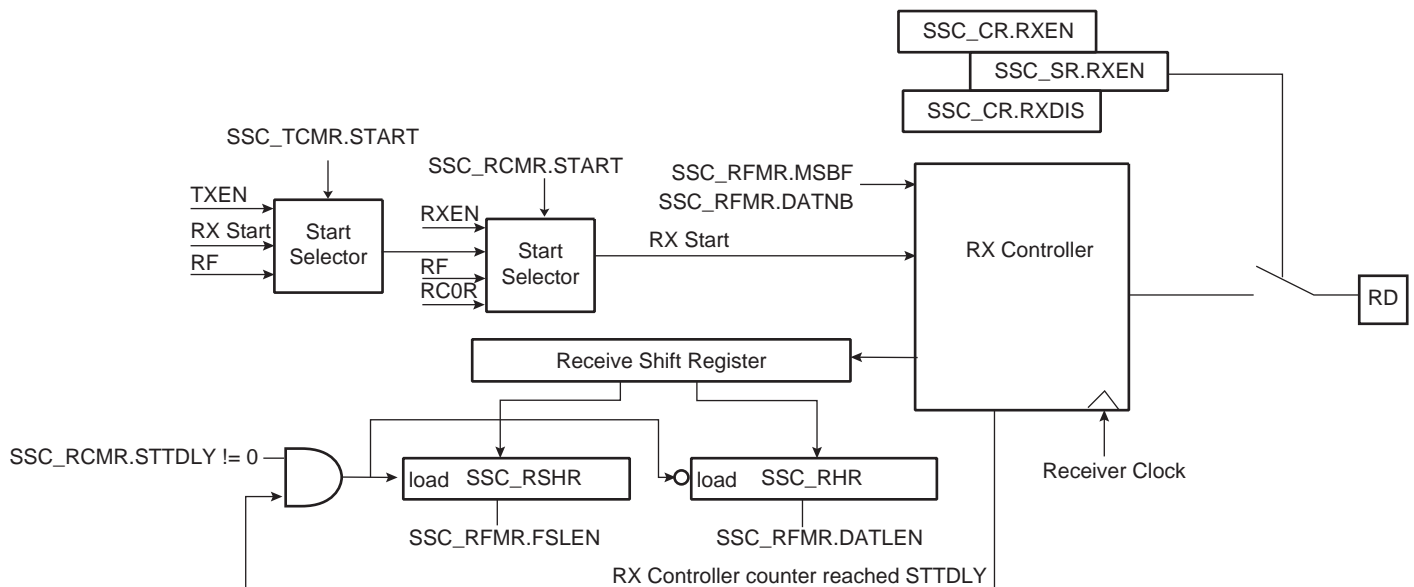 SSC_CR.RXEN
SSC_SR.RXEN
SSC_CR.RXDIS
SSC_TCMR.START
SSC_RCMR.START
SSC_RFMR.MSBF
SSC_RFMR.DATNB
TXEN
RX Start
RF
Start
Selector
RXEN
RF
RC0R
Start
Selector
RX Start
RX Controller
RD
Receive Shift Register
SSC_RCMR.STTDLY != 0
load SSC_RSHR
load SSC_RHR
Receiver Clock
SSC_RFMR.FSLEN
SSC_RFMR.DATLEN
RX Controller counter reached STTDLY